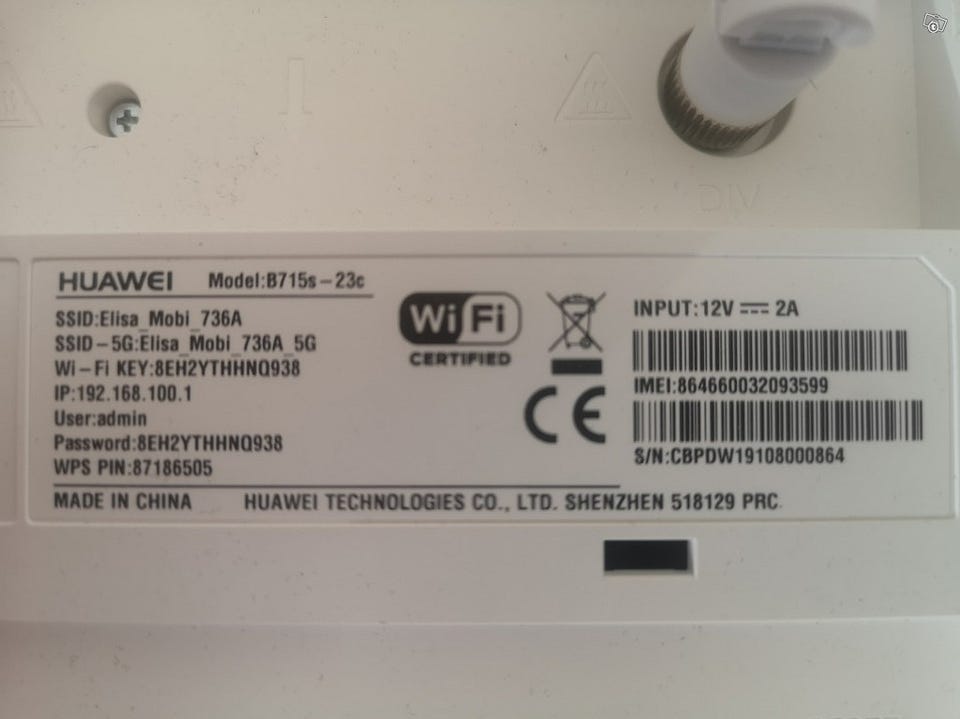 HUAWEI Model:B715s-23c
SSID:Elisa_Mobi_736A
SSID-5G:Elisa_Mobi_736A_5G
Wi-Fi KEY:8EH2YTHHNQ938
IP:192.168.100.1
User:admin
Password:8EH2YTHHNQ938
WPS PIN:87186505
Wi Fi
CERTIFIED
CE
INPUT:12V ⎓ 2A
IMEI:864660032093599
S/N:CBPDW19108000864
MADE IN CHINA HUAWEI TECHNOLOGIES CO., LTD. SHENZHEN 518129 PRC.